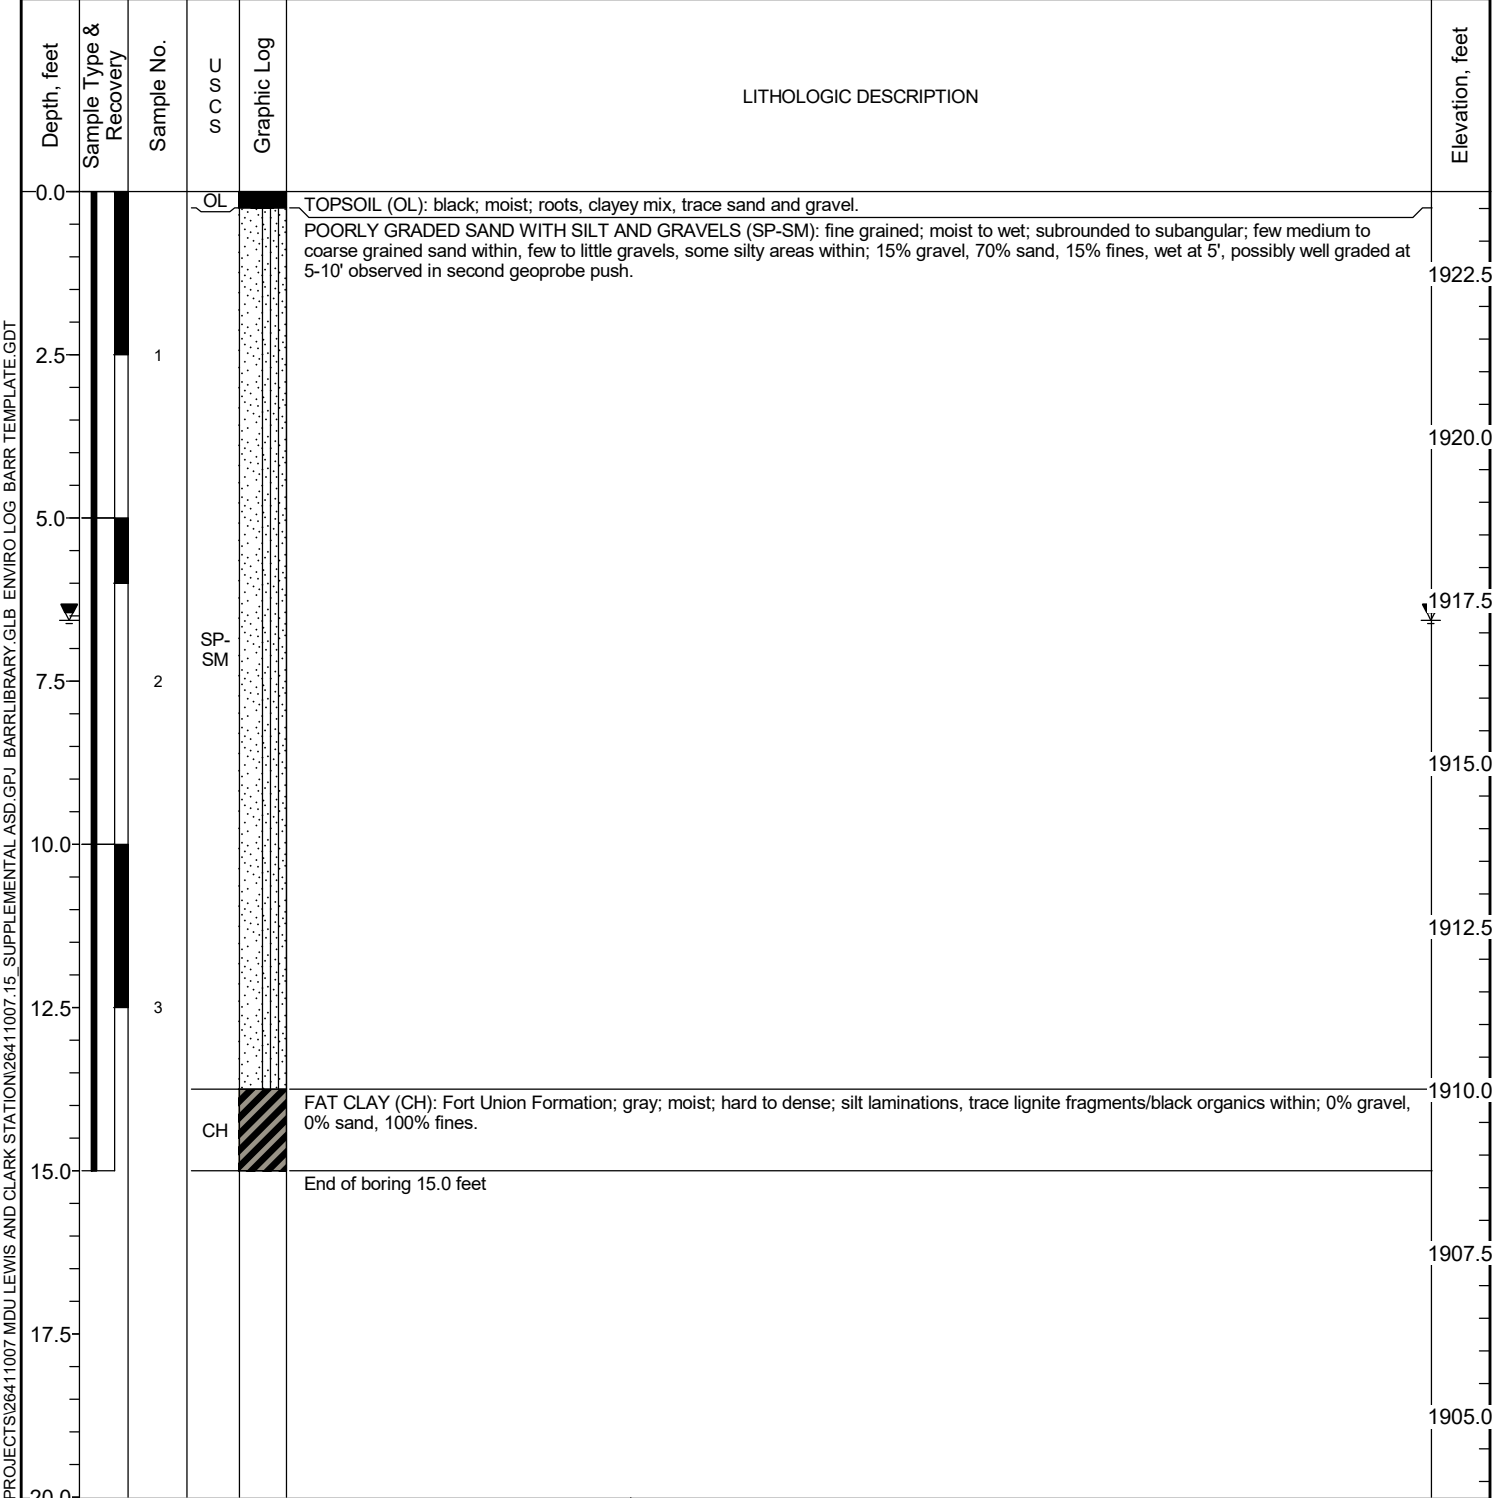 Depth, feet
Sample Type &
Recovery
Sample No.
U
S
C
S
Graphic Log
LITHOLOGIC DESCRIPTION
Elevation, feet
0.0
OL
TOPSOIL (OL): black; moist; roots, clayey mix, trace sand and gravel.
POORLY GRADED SAND WITH SILT AND GRAVELS (SP-SM): fine grained; moist to wet; subrounded to subangular; few medium to
coarse grained sand within, few to little gravels, some silty areas within; 15% gravel, 70% sand, 15% fines, wet at 5', possibly well graded at
5-10' observed in second geoprobe push.
1922.5
2.5
1
1920.0
5.0
1917.5
SP-
SM
7.5
2
1915.0
10.0
1912.5
12.5
3
1910.0
FAT CLAY (CH): Fort Union Formation; gray; moist; hard to dense; silt laminations, trace lignite fragments/black organics within; 0% gravel,
0% sand, 100% fines.
CH
15.0
End of boring 15.0 feet
1907.5
17.5
1905.0
20.0
PROJECTS\26411007 MDU LEWIS AND CLARK STATION\26411007.15_SUPPLEMENTAL ASD.GPJ BARRLIBRARY.GLB ENVIRO LOG BARR TEMPLATE.GDT